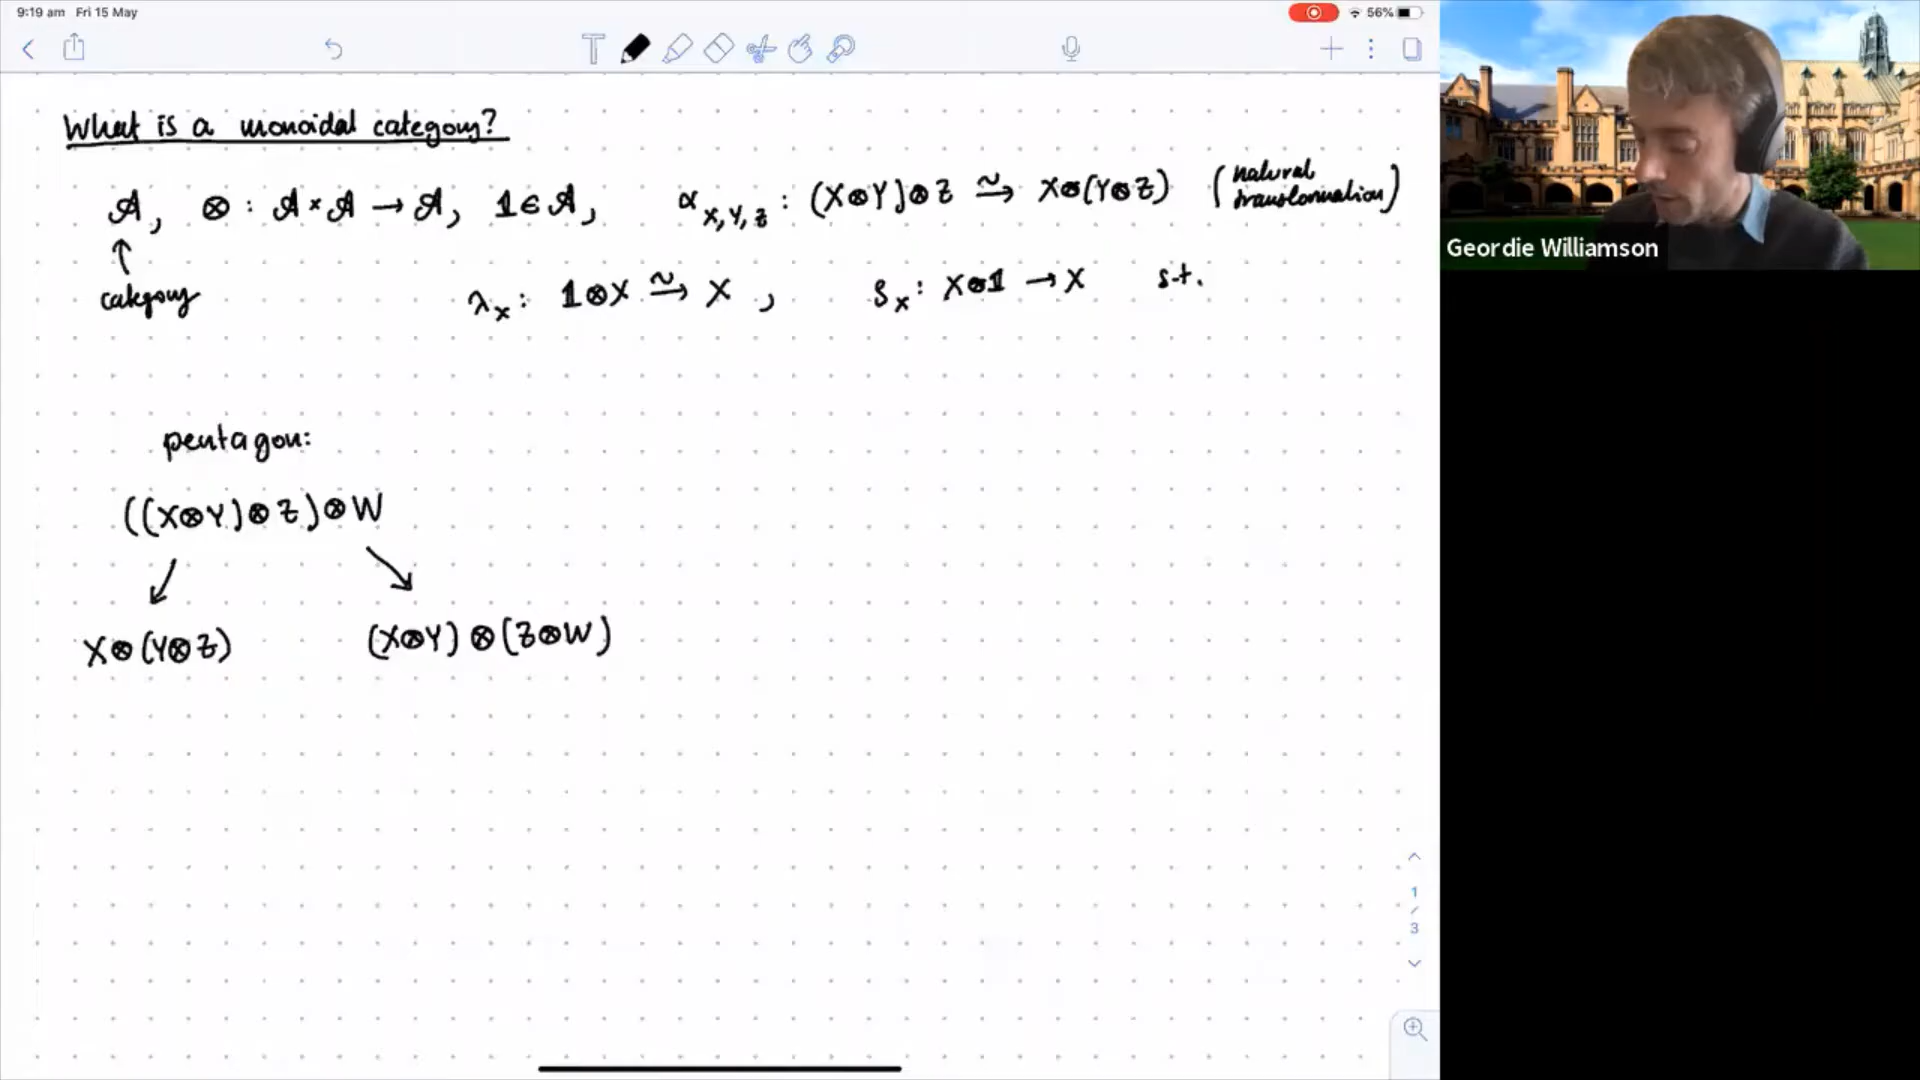 9:19 am Fri 15 May
56%
What is a monoidal category?
𝒜, ⊗ : 𝒜 × 𝒜 → 𝒜, 𝟙 ∈ 𝒜, α_{X,Y,Z} : (X⊗Y)⊗Z ⥲ X⊗(Y⊗Z) (natural transformation)
↑
category
λ_X : 𝟙⊗X ⥲ X , ρ_X : X⊗𝟙 → X s.t.
pentagon:
((X⊗Y)⊗Z)⊗W
↙ ↘
X⊗(Y⊗Z) (X⊗Y)⊗(Z⊗W)
Geordie Williamson
1
/
3